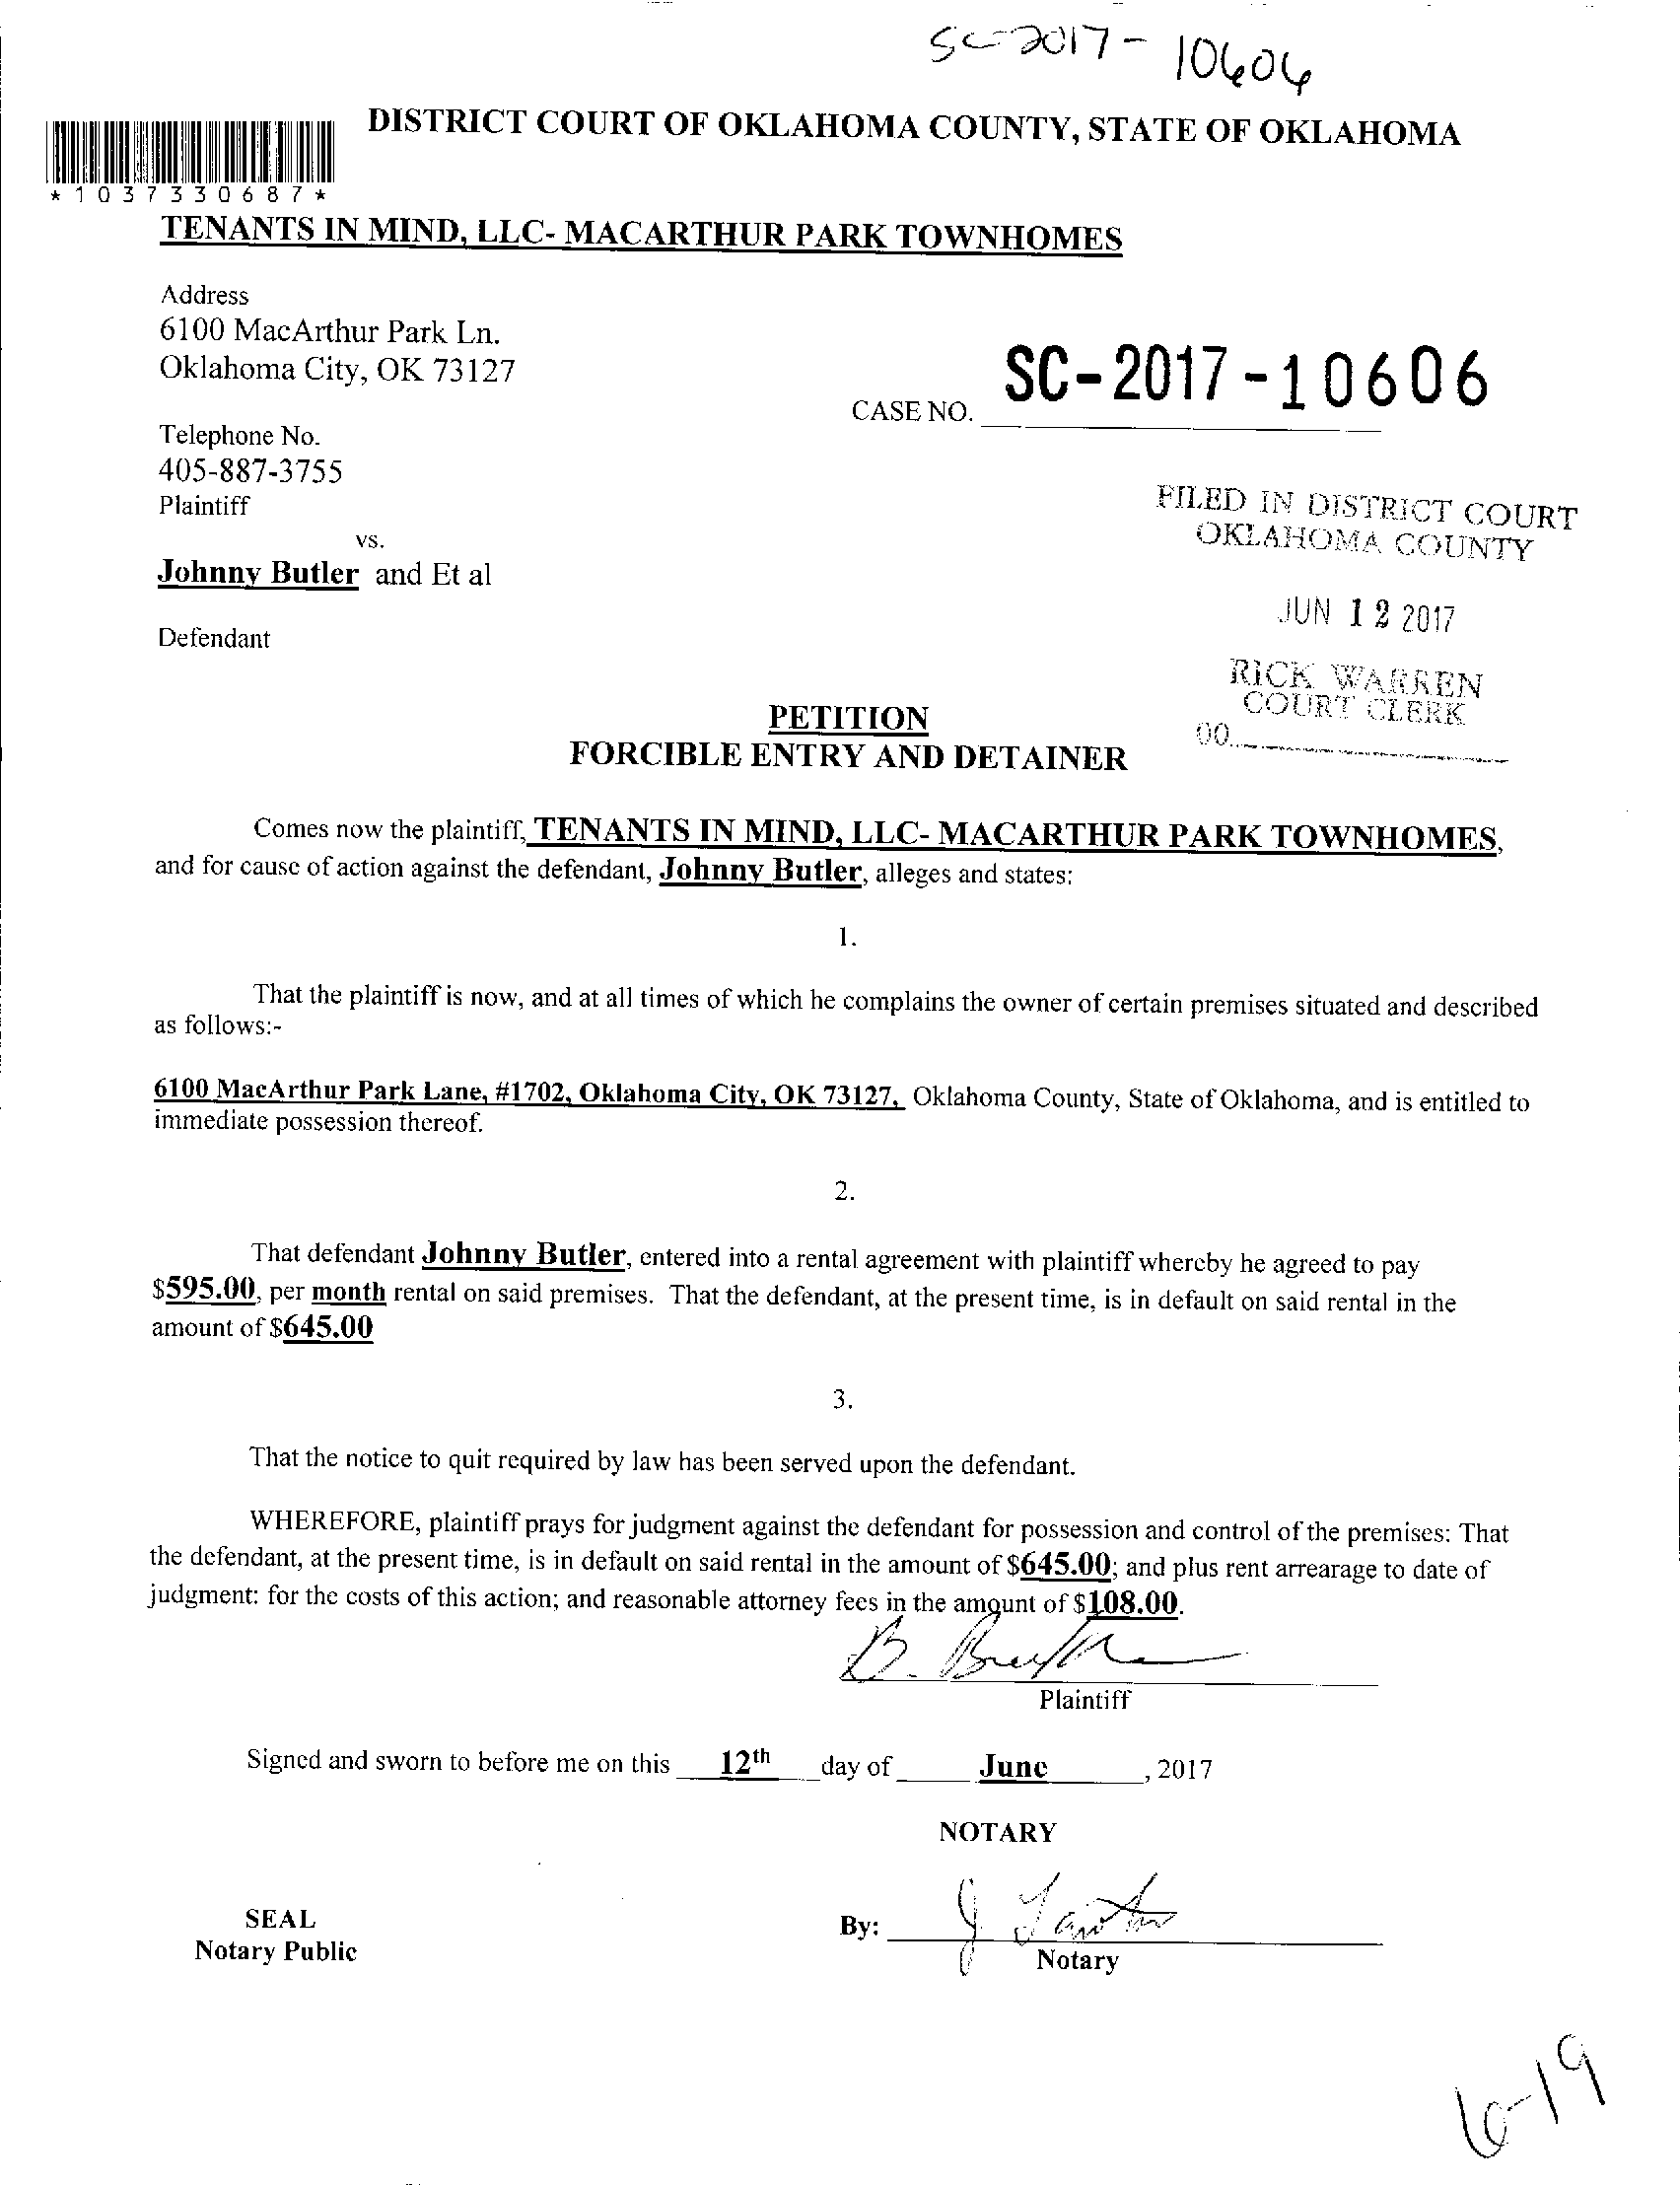 SC-2017-10606
DISTRICT COURT OF OKLAHOMA COUNTY, STATE OF OKLAHOMA
*1037330687*
TENANTS IN MIND, LLC- MACARTHUR PARK TOWNHOMES
Address
6100 MacArthur Park Ln.
Oklahoma City, OK 73127
CASE NO. SC-2017-10606
Telephone No.
405-887-3755
Plaintiff
vs.
Johnny Butler and Et al
Defendant
FILED IN DISTRICT COURT
OKLAHOMA COUNTY
JUN 12 2017
RICK WARREN
COURT CLERK
00
PETITION
FORCIBLE ENTRY AND DETAINER
Comes now the plaintiff, TENANTS IN MIND, LLC- MACARTHUR PARK TOWNHOMES,
and for cause of action against the defendant, Johnny Butler, alleges and states:
1.
That the plaintiff is now, and at all times of which he complains the owner of certain premises situated and described
as follows:-
6100 MacArthur Park Lane, #1702, Oklahoma City, OK 73127, Oklahoma County, State of Oklahoma, and is entitled to
immediate possession thereof.
2.
That defendant Johnny Butler, entered into a rental agreement with plaintiff whereby he agreed to pay
$595.00, per month rental on said premises. That the defendant, at the present time, is in default on said rental in the
amount of $645.00
3.
That the notice to quit required by law has been served upon the defendant.
WHEREFORE, plaintiff prays for judgment against the defendant for possession and control of the premises: That
the defendant, at the present time, is in default on said rental in the amount of $645.00; and plus rent arrearage to date of
judgment: for the costs of this action; and reasonable attorney fees in the amount of $108.00.
B.
Plaintiff
Signed and sworn to before me on this 12th day of June, 2017
NOTARY
SEAL
Notary Public
By: J
Notary
6-19